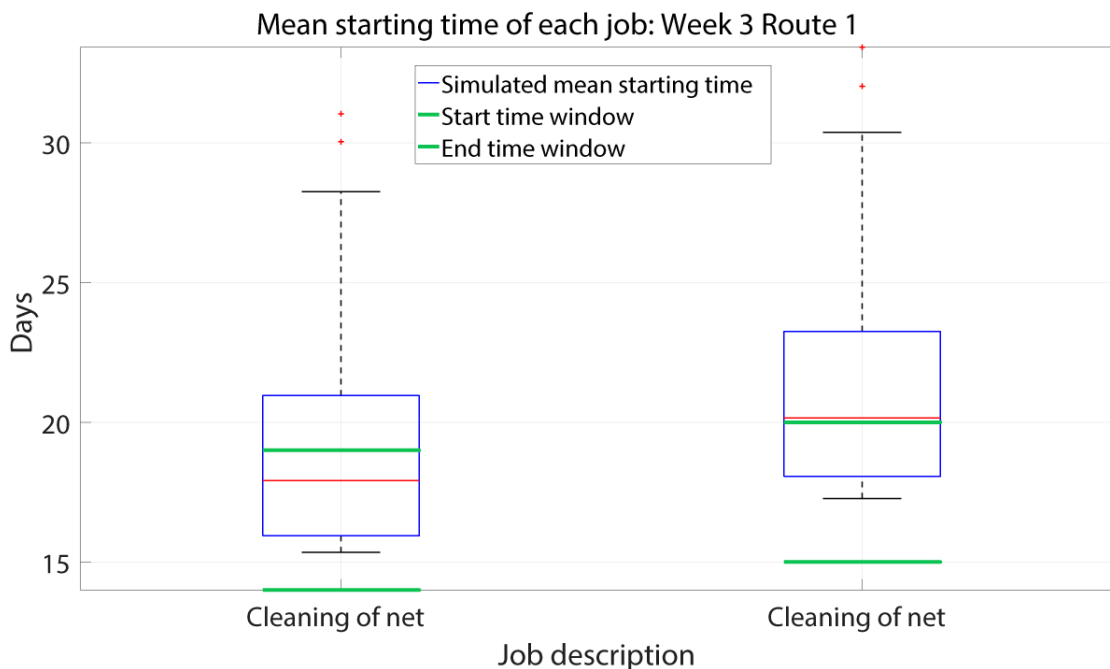 Mean starting time of each job: Week 3 Route 1
Simulated mean starting time
Start time window
End time window
30
25
20
15
Days
Cleaning of net
Cleaning of net
Job description